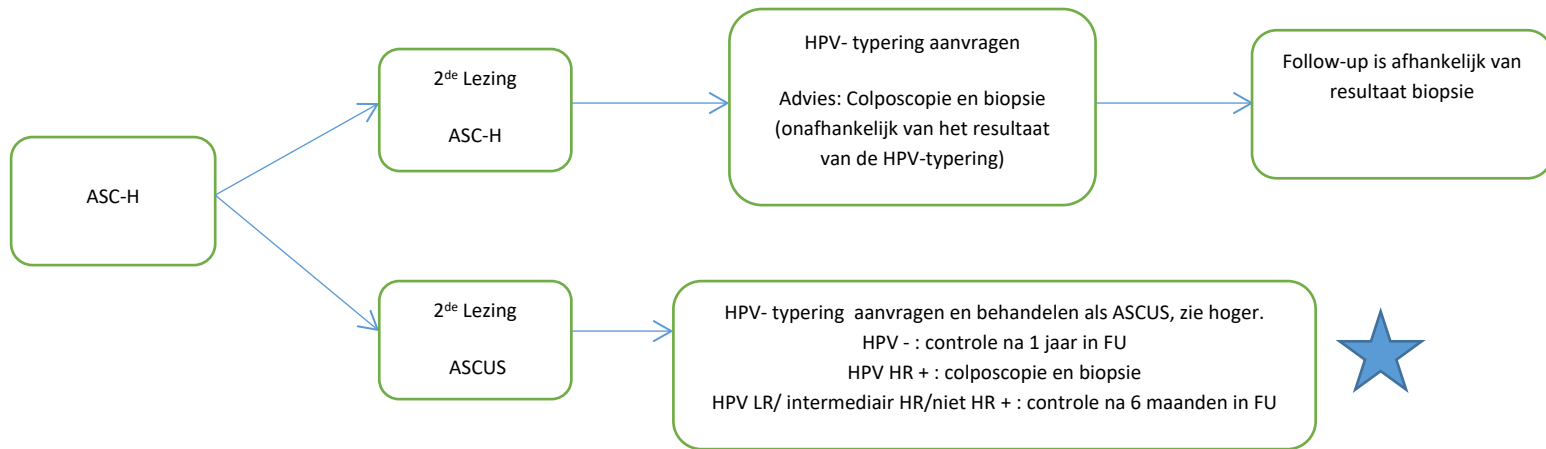 ASC-H
2de Lezing
ASC-H
HPV- typering aanvragen
Advies: Colposcopie en biopsie
(onafhankelijk van het resultaat
van de HPV-typering)
Follow-up is afhankelijk van
resultaat biopsie
2de Lezing
ASCUS
HPV- typering aanvragen en behandelen als ASCUS, zie hoger.
HPV - : controle na 1 jaar in FU
HPV HR + : colposcopie en biopsie
HPV LR/ intermediair HR/niet HR + : controle na 6 maanden in FU